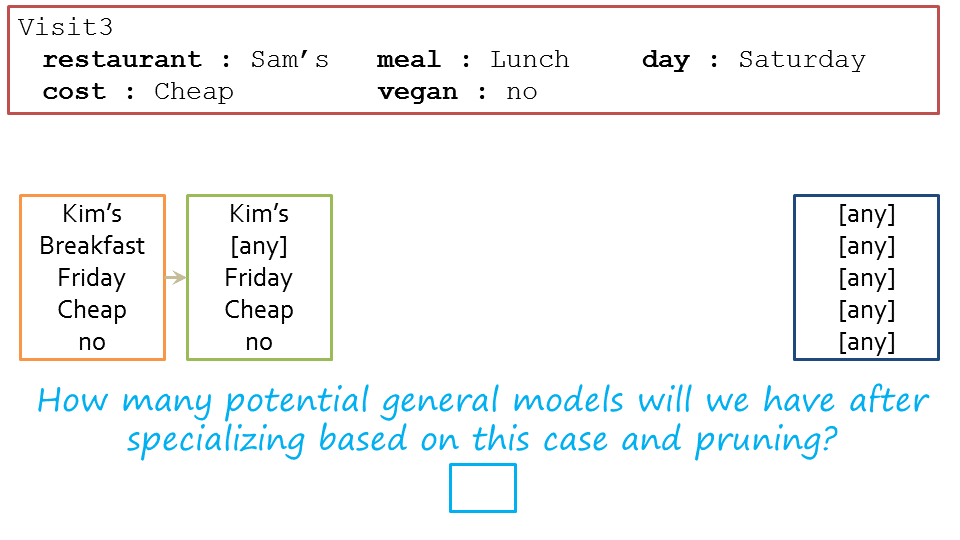 Visit3
restaurant : Sam’s meal : Lunch day : Saturday
cost : Cheap vegan : no
Kim’s
Breakfast
Friday
Cheap
no
Kim’s
[any]
Friday
Cheap
no
[any]
[any]
[any]
[any]
[any]
How many potential general models will we have after
specializing based on this case and pruning?